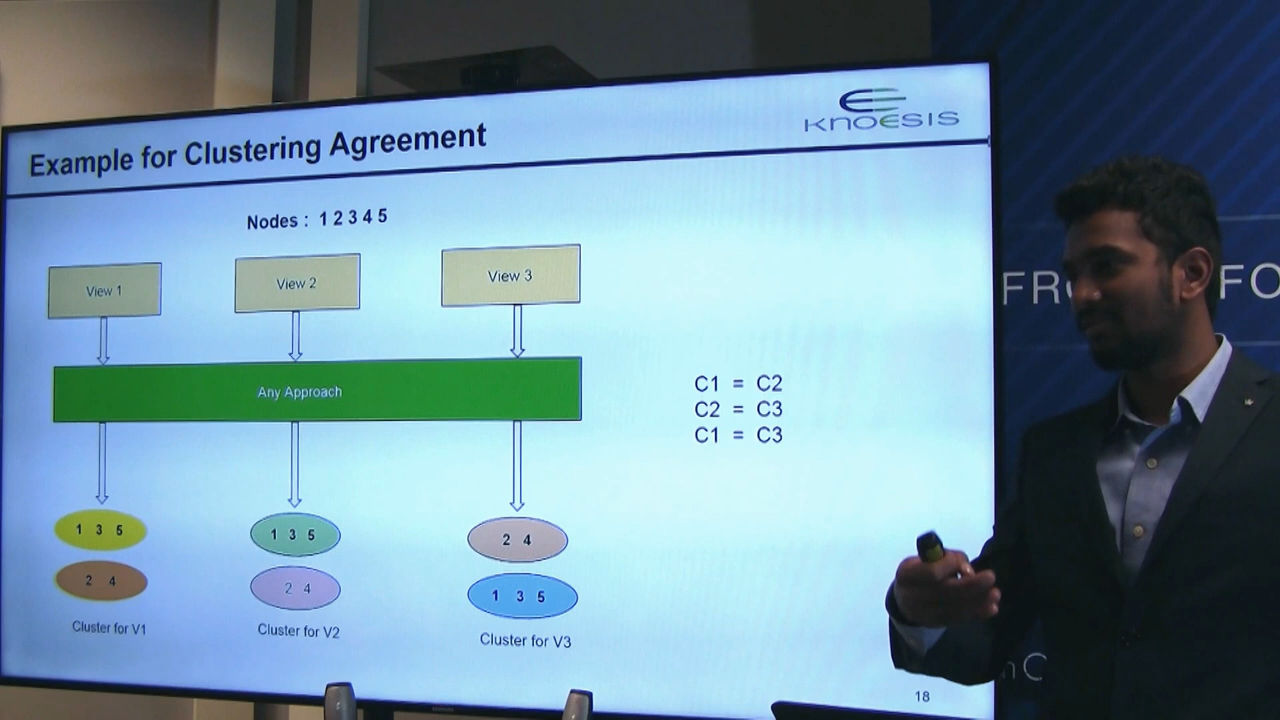 KNOESIS
Example for Clustering Agreement
Nodes : 1 2 3 4 5
View 1
View 2
View 3
Any Approach
C1 = C2
C2 = C3
C1 = C3
1 3 5
1 3 5
2 4
2 4
2 4
1 3 5
Cluster for V1
Cluster for V2
Cluster for V3
18